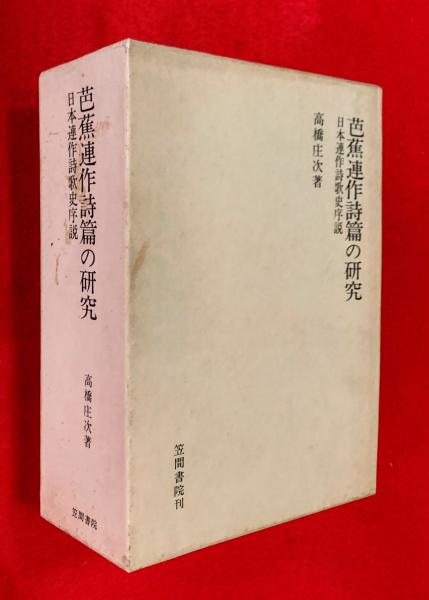 芭蕉連作詩篇の研究
日本連作詩歌史序説
高橋庄次著
笠間書院刊
芭蕉連作詩篇の研究
日本連作詩歌史序説
高橋庄次著
笠間書院